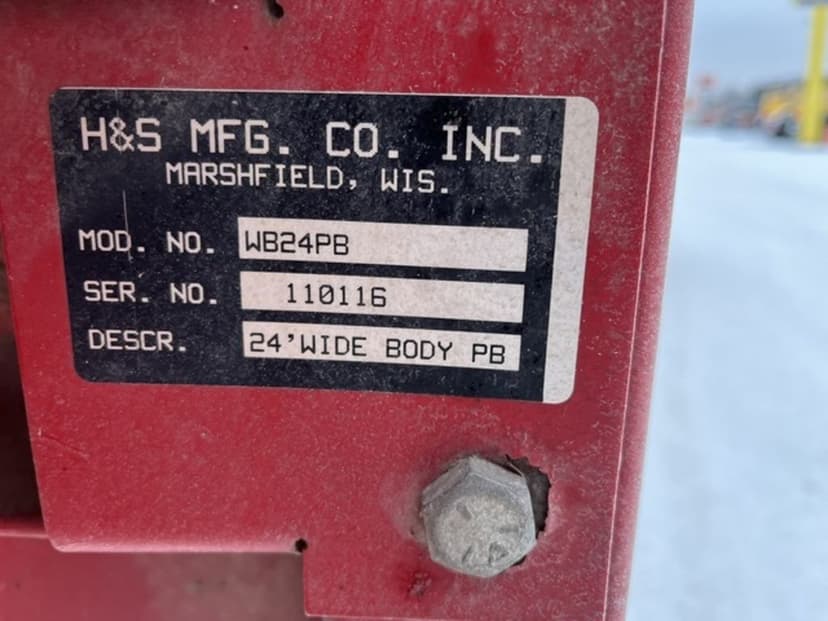 H&S MFG. CO. INC.
MARSHFIELD, WIS.
MOD. NO. WB24PB
SER. NO. 110116
DESCR. 24'WIDE BODY PB